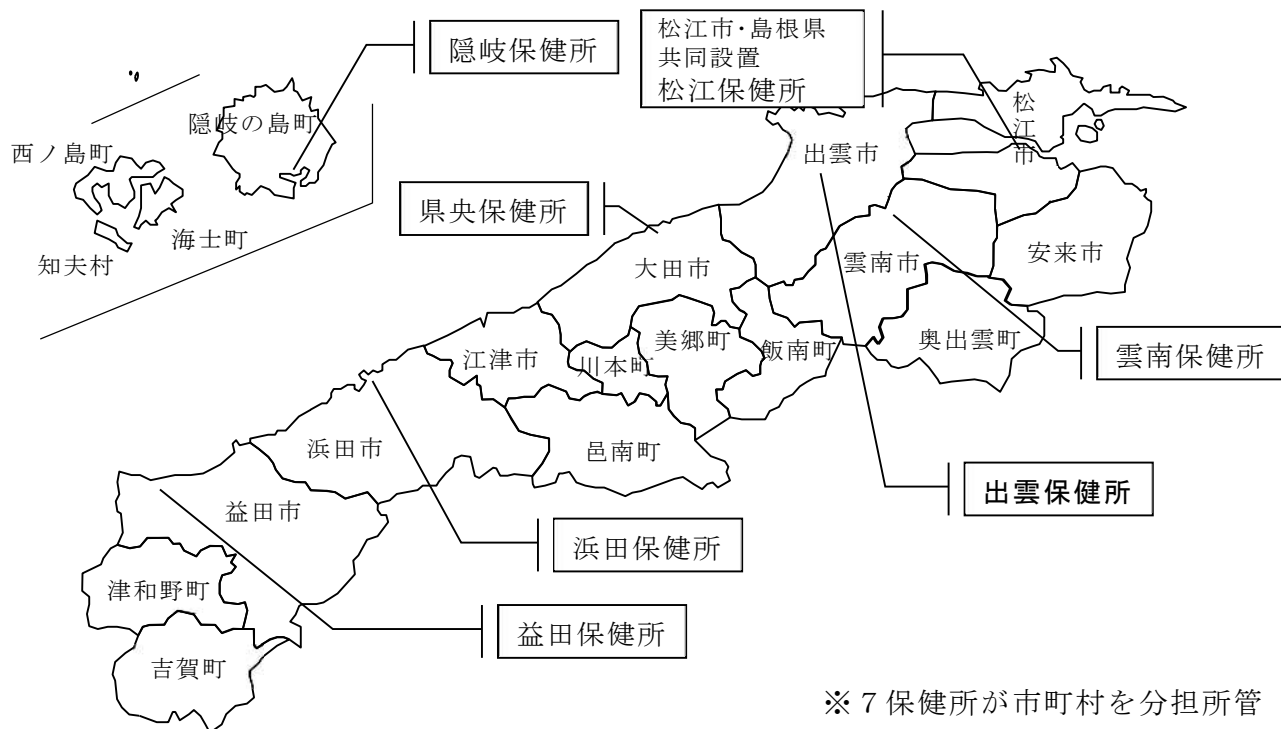 隠岐保健所
松江市・島根県
共同設置
松江保健所
隠岐の島町
西ノ島町
海士町
知夫村
松江市
出雲市
県央保健所
大田市
雲南市
安来市
美郷町
飯南町
奥出雲町
江津市
川本町
雲南保健所
浜田市
邑南町
出雲保健所
益田市
浜田保健所
津和野町
益田保健所
吉賀町
※7保健所が市町村を分担所管